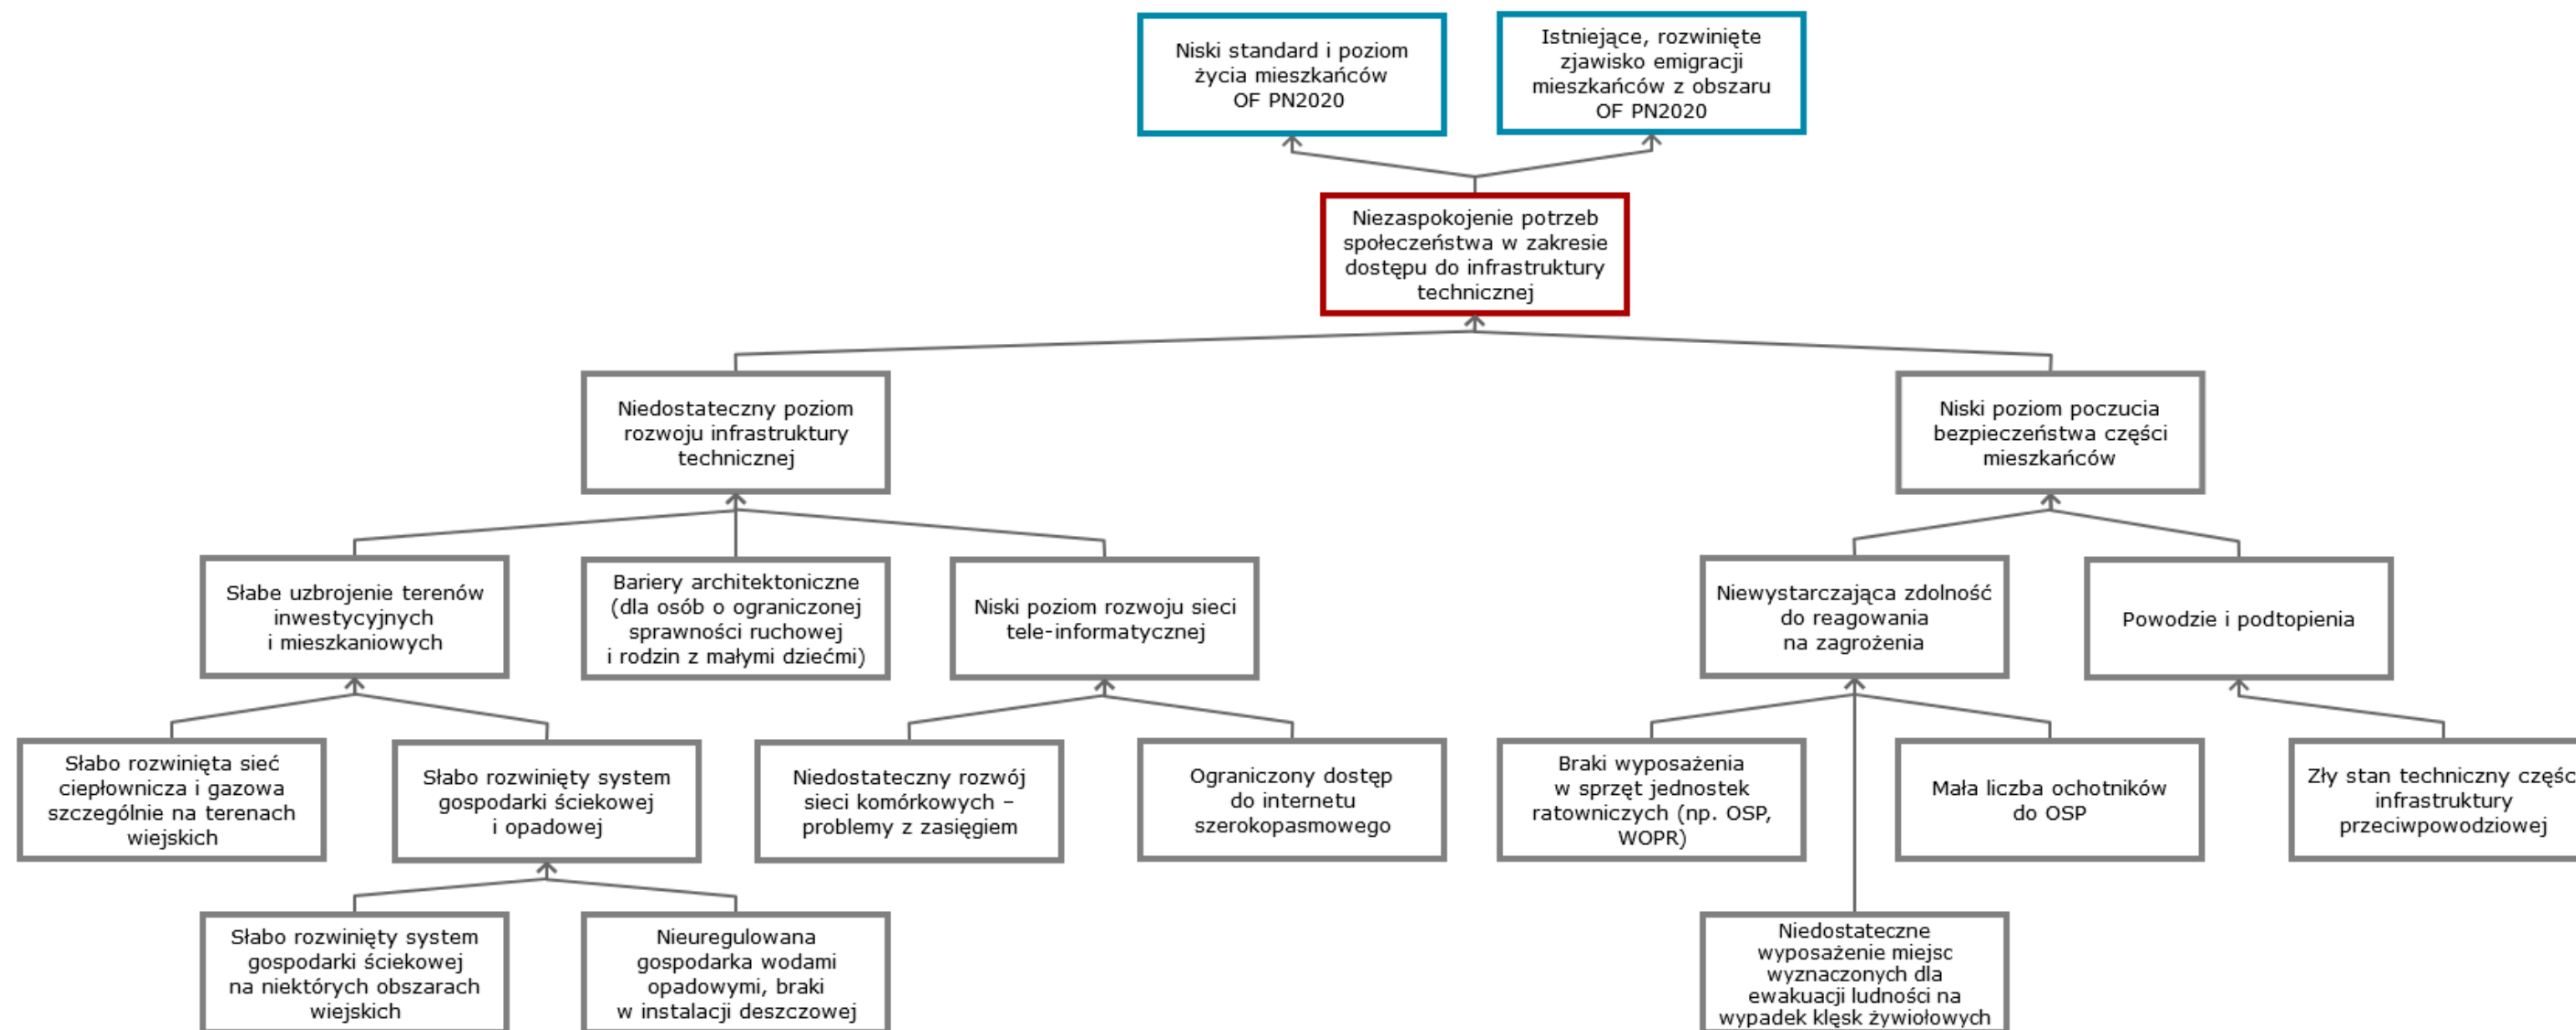 Niski standard i poziom
życia mieszkańców
OF PN2020
Istniejące, rozwinięte
zjawisko emigracji
mieszkańców z obszaru
OF PN2020
Niezaspokojenie potrzeb
społeczeństwa w zakresie
dostępu do infrastruktury
technicznej
Niedostateczny poziom
rozwoju infrastruktury
technicznej
Niski poziom poczucia
bezpieczeństwa części
mieszkańców
Słabe uzbrojenie terenów
inwestycyjnych
i mieszkaniowych
Bariery architektoniczne
(dla osób o ograniczonej
sprawności ruchowej
i rodzin z małymi dziećmi)
Niski poziom rozwoju sieci
tele-informatycznej
Niewystarczająca zdolność
do reagowania
na zagrożenia
Powodzie i podtopienia
Słabo rozwinięta sieć
ciepłownicza i gazowa
szczególnie na terenach
wiejskich
Słabo rozwinięty system
gospodarki ściekowej
i opadowej
Niedostateczny rozwój
sieci komórkowych –
problemy z zasięgiem
Ograniczony dostęp
do internetu
szerokopasmowego
Braki wyposażenia
w sprzęt jednostek
ratowniczych (np. OSP,
WOPR)
Mała liczba ochotników
do OSP
Zły stan techniczny częśc
infrastruktury
przeciwpowodziowej
Słabo rozwinięty system
gospodarki ściekowej
na niektórych obszarach
wiejskich
Nieuregulowana
gospodarka wodami
opadowymi, braki
w instalacji deszczowej
Niedostateczne
wyposażenie miejsc
wyznaczonych dla
ewakuacji ludności na
wypadek klęsk żywiołowych